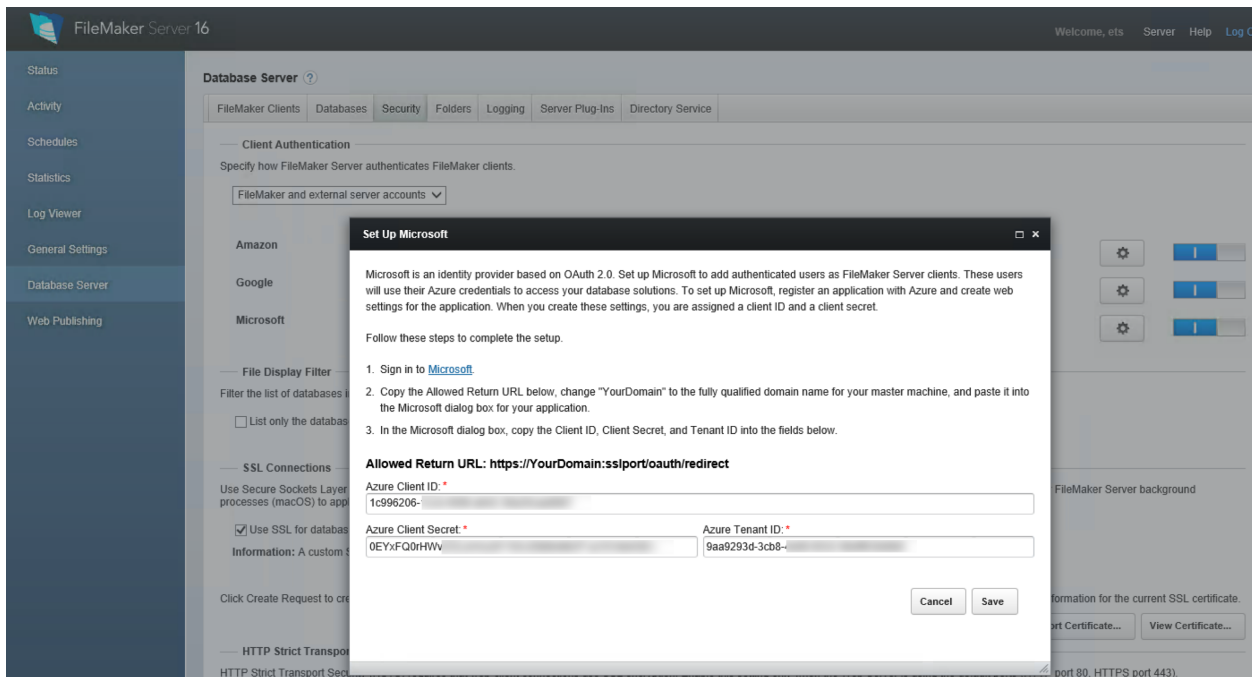 FileMaker Server 16
Welcome, ets Server Help Log
Status
Activity
Schedules
Statistics
Log Viewer
General Settings
Database Server
Web Publishing
Database Server ?
FileMaker Clients Databases Security Folders Logging Server Plug-Ins Directory Service
Client Authentication
Specify how FileMaker Server authenticates FileMaker clients.
FileMaker and external server accounts
Amazon
Google
Microsoft
File Display Filter
Filter the list of databases
List only the databas
SSL Connections
Use Secure Sockets Layer
FileMaker Server background
processes (macOS) to appl
Use SSL for databas
Information: A custom
Click Create Request to cre
formation for the current SSL certificate.
ort Certificate... View Certificate...
HTTP Strict Transpor
HTTP Strict Transport Secu
port 80, HTTPS port 443).
Set Up Microsoft
Microsoft is an identity provider based on OAuth 2.0. Set up Microsoft to add authenticated users as FileMaker Server clients. These users
will use their Azure credentials to access your database solutions. To set up Microsoft, register an application with Azure and create web
settings for the application. When you create these settings, you are assigned a client ID and a client secret.
Follow these steps to complete the setup.
1. Sign in to Microsoft.
2. Copy the Allowed Return URL below, change "YourDomain" to the fully qualified domain name for your master machine, and paste it into
the Microsoft dialog box for your application.
3. In the Microsoft dialog box, copy the Client ID, Client Secret, and Tenant ID into the fields below.
Allowed Return URL: https://YourDomain:sslport/oauth/redirect
Azure Client ID: *
1c996206-
Azure Client Secret: * Azure Tenant ID: *
0EYxFQ0rHWv 9aa9293d-3cb8-
Cancel Save